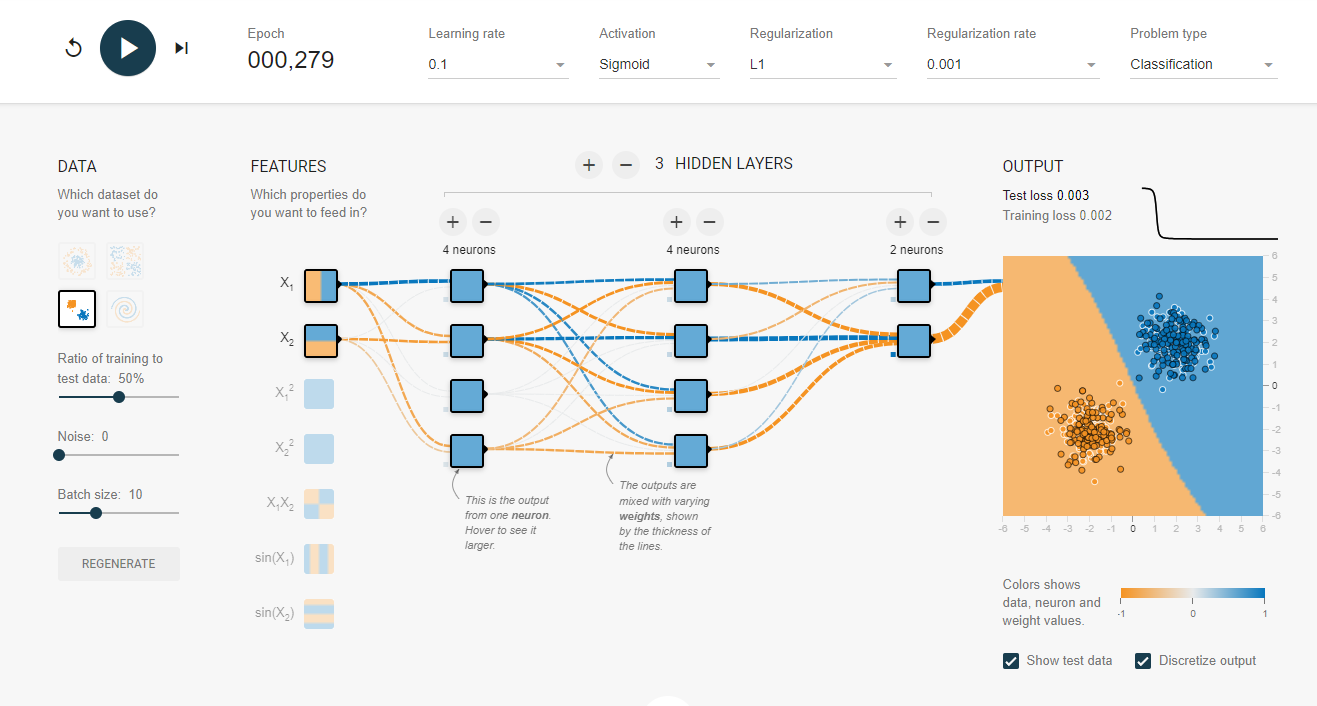 Epoch
000,279
Learning rate
0.1
Activation
Sigmoid
Regularization
L1
Regularization rate
0.001
Problem type
Classification
DATA
Which dataset do
you want to use?
Ratio of training to
test data: 50%
Noise: 0
Batch size: 10
REGENERATE
FEATURES
Which properties do
you want to feed in?
X1
X2
X1²
X2²
X1X2
sin(X1)
sin(X2)
+ − 3 HIDDEN LAYERS
+ −
4 neurons
+ −
4 neurons
+ −
2 neurons
This is the output
from one neuron.
Hover to see it
larger.
The outputs are
mixed with varying
weights, shown
by the thickness of
the lines.
OUTPUT
Test loss 0.003
Training loss 0.002
6
5
4
3
2
1
0
-1
-2
-3
-4
-5
-6
-6 -5 -4 -3 -2 -1 0 1 2 3 4 5 6
Colors shows
data, neuron and
weight values.
-1 0 1
Show test data
Discretize output